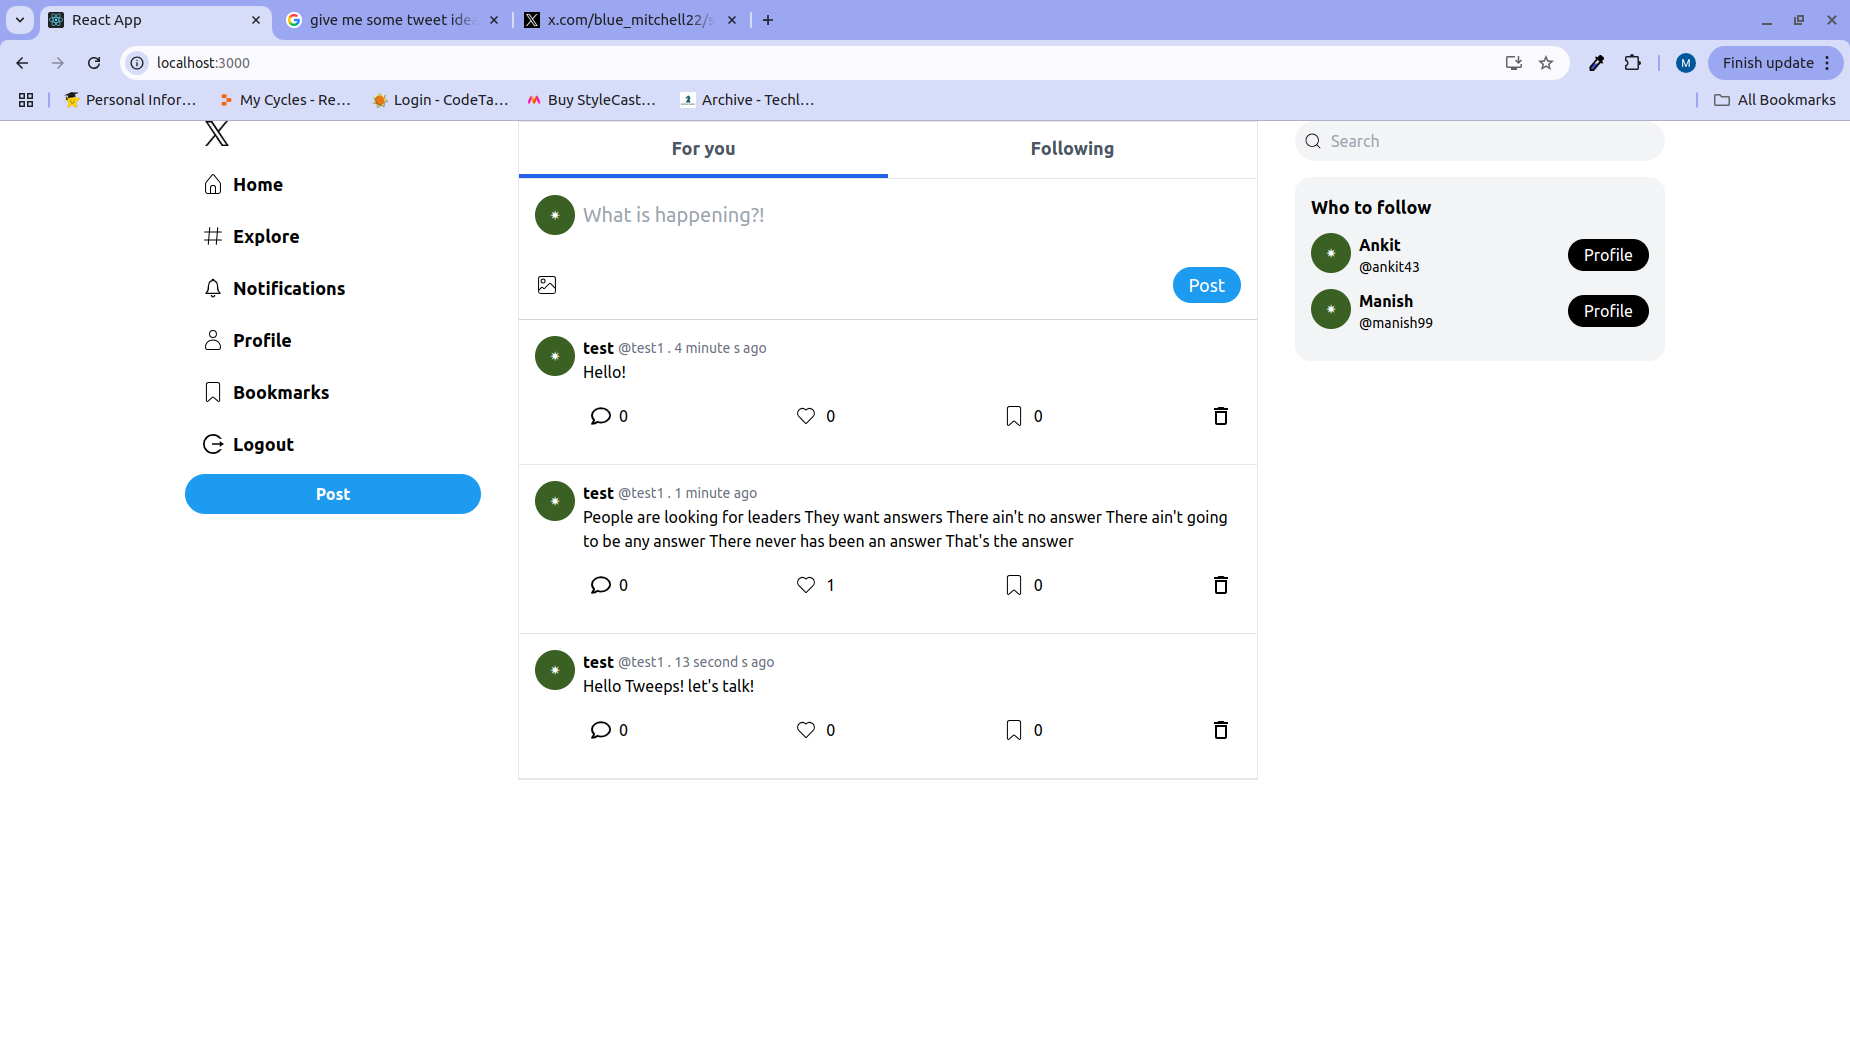 React App
give me some tweet idea
x.com/blue_mitchell22/s
localhost:3000
M
Finish update
Personal Infor...
My Cycles - Re...
Login - CodeTa...
Buy StyleCast...
Archive - Techl...
All Bookmarks
Home
Explore
Notifications
Profile
Bookmarks
Logout
Post
For you
Following
What is happening?!
Post
test @test1 . 4 minute s ago
Hello!
0 0 0
test @test1 . 1 minute ago
People are looking for leaders They want answers There ain't no answer There ain't going
to be any answer There never has been an answer That's the answer
0 1 0
test @test1 . 13 second s ago
Hello Tweeps! let's talk!
0 0 0
Search
Who to follow
Ankit
@ankit43
Profile
Manish
@manish99
Profile